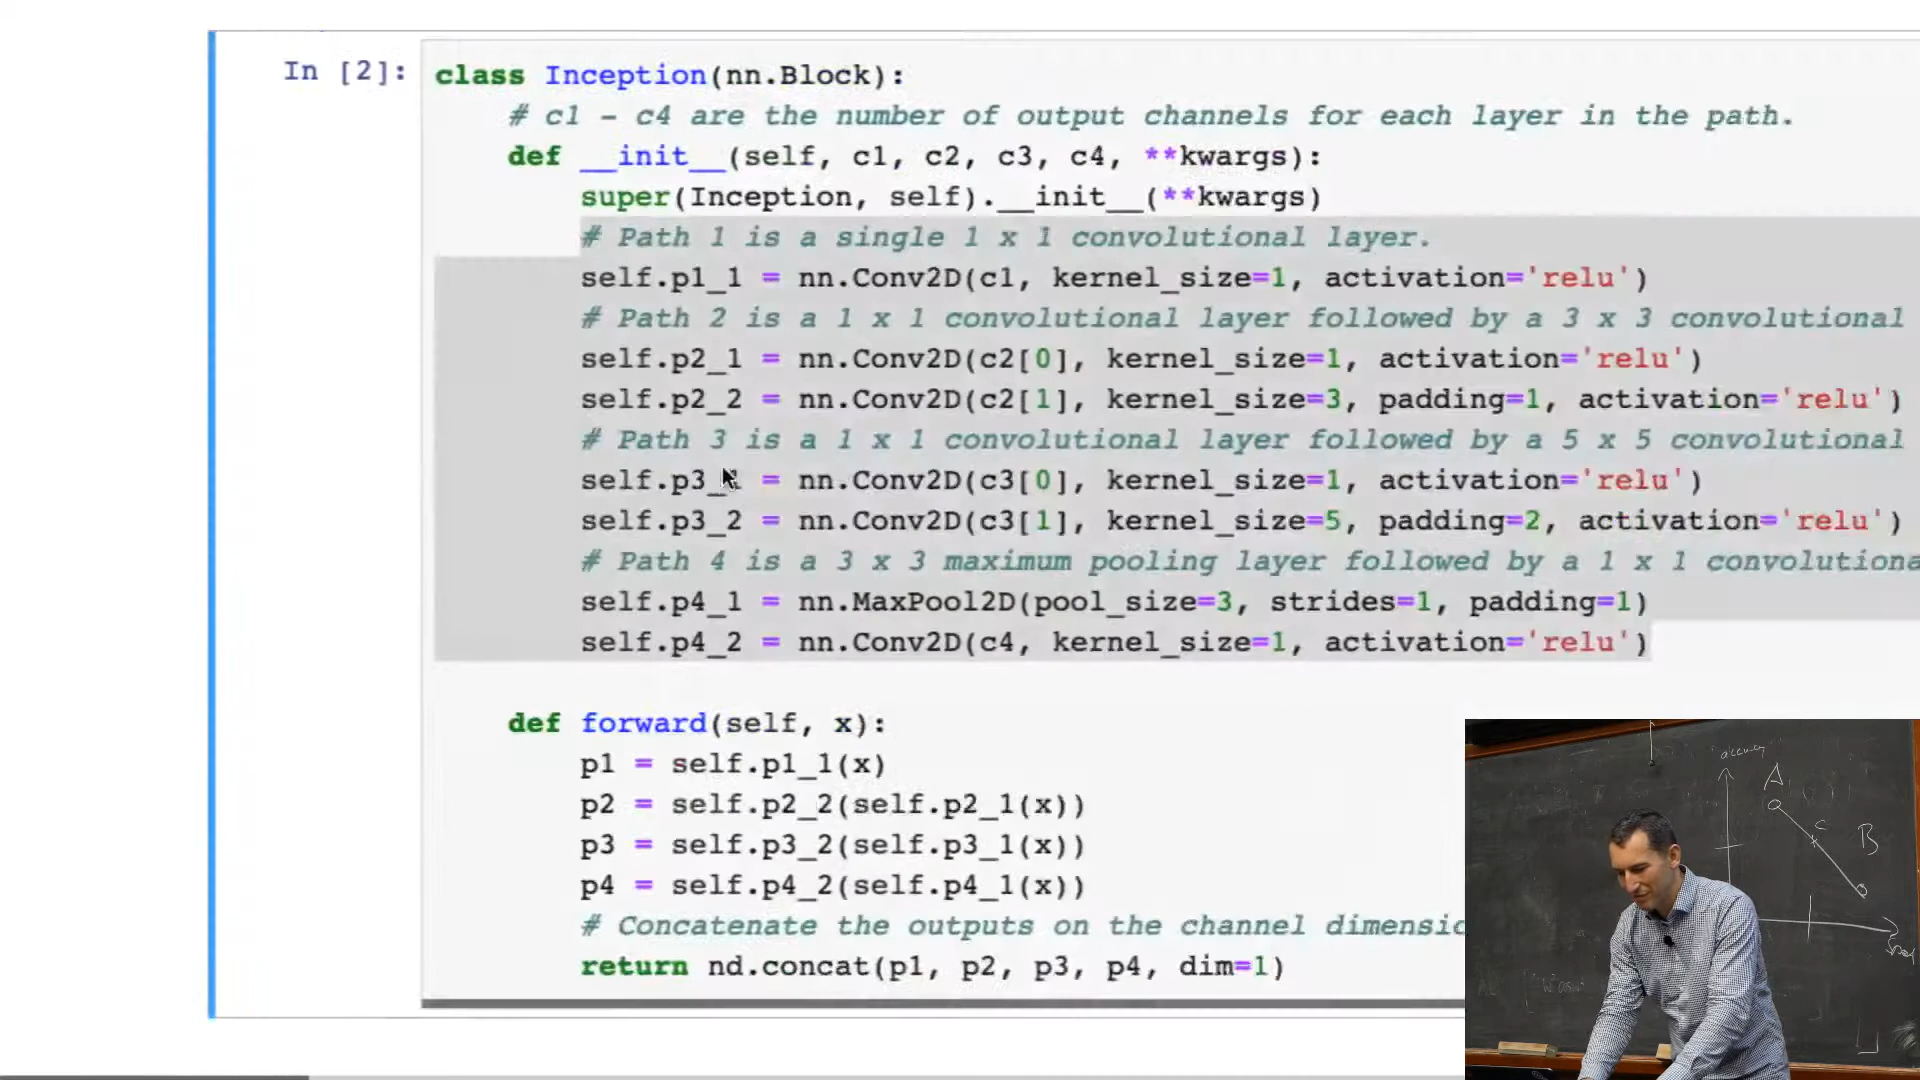 In [2]:
class Inception(nn.Block):
# c1 - c4 are the number of output channels for each layer in the path.
def __init__(self, c1, c2, c3, c4, **kwargs):
super(Inception, self).__init__(**kwargs)
# Path 1 is a single 1 x 1 convolutional layer.
self.p1_1 = nn.Conv2D(c1, kernel_size=1, activation='relu')
# Path 2 is a 1 x 1 convolutional layer followed by a 3 x 3 convolutional
self.p2_1 = nn.Conv2D(c2[0], kernel_size=1, activation='relu')
self.p2_2 = nn.Conv2D(c2[1], kernel_size=3, padding=1, activation='relu')
# Path 3 is a 1 x 1 convolutional layer followed by a 5 x 5 convolutional
self.p3_1 = nn.Conv2D(c3[0], kernel_size=1, activation='relu')
self.p3_2 = nn.Conv2D(c3[1], kernel_size=5, padding=2, activation='relu')
# Path 4 is a 3 x 3 maximum pooling layer followed by a 1 x 1 convolutiona
self.p4_1 = nn.MaxPool2D(pool_size=3, strides=1, padding=1)
self.p4_2 = nn.Conv2D(c4, kernel_size=1, activation='relu')
def forward(self, x):
p1 = self.p1_1(x)
p2 = self.p2_2(self.p2_1(x))
p3 = self.p3_2(self.p3_1(x))
p4 = self.p4_2(self.p4_1(x))
# Concatenate the outputs on the channel dimensio
return nd.concat(p1, p2, p3, p4, dim=1)
A
C
B